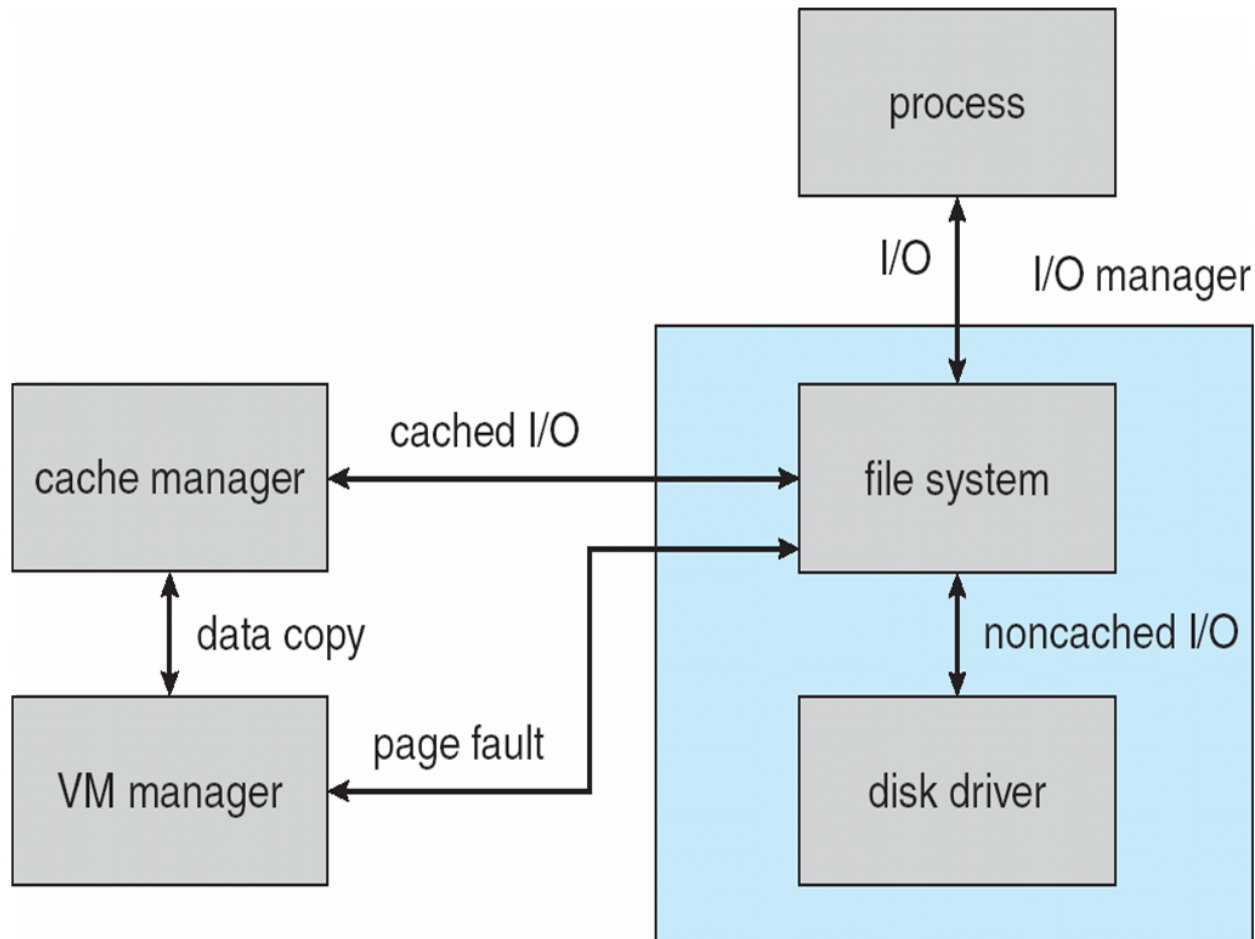 process
I/O
I/O manager
cached I/O
cache manager
file system
data copy
noncached I/O
page fault
VM manager
disk driver